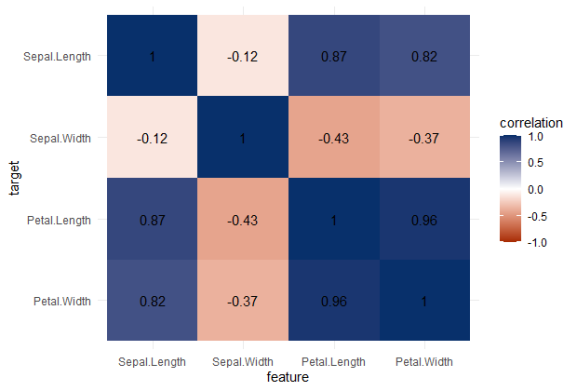 Sepal.Length 1 -0.12 0.87 0.82
Sepal.Width -0.12 1 -0.43 -0.37
Petal.Length 0.87 -0.43 1 0.96
Petal.Width 0.82 -0.37 0.96 1
Sepal.Length Sepal.Width Petal.Length Petal.Width
feature
target
correlation
1.0
0.5
0.0
-0.5
-1.0